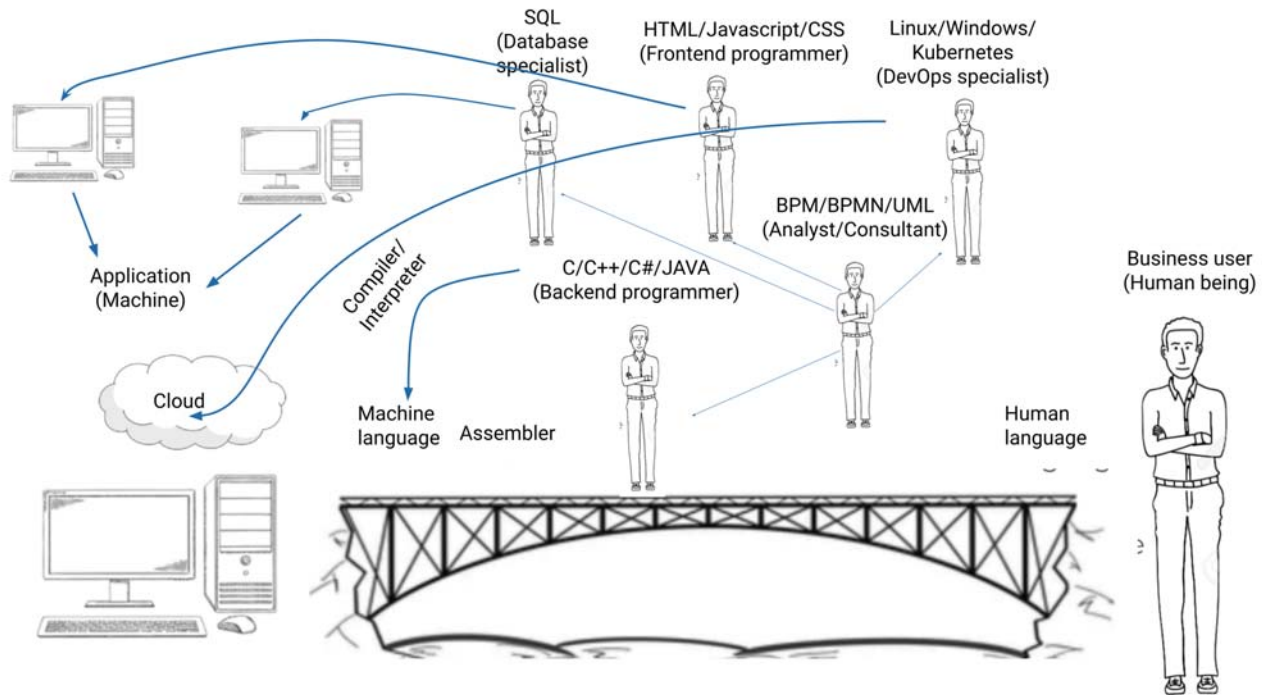 SQL
(Database
specialist)
HTML/Javascript/CSS
(Frontend programmer)
Linux/Windows/
Kubernetes
(DevOps specialist)
BPM/BPMN/UML
(Analyst/Consultant)
C/C++/C#/JAVA
(Backend programmer)
Business user
(Human being)
Application
(Machine)
Compiler/
Interpreter
Cloud
Machine
language
Assembler
Human
language